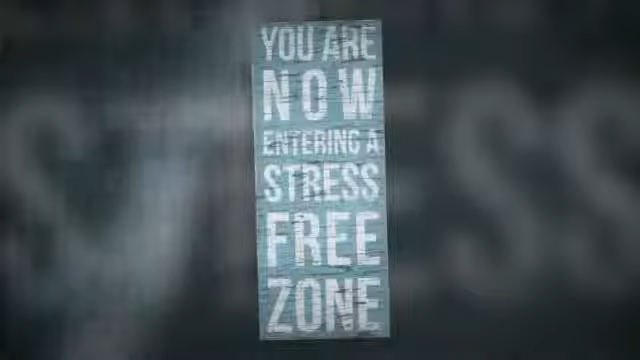 YOU ARE
NOW
ENTERING A
STRESS
FREE
ZONE